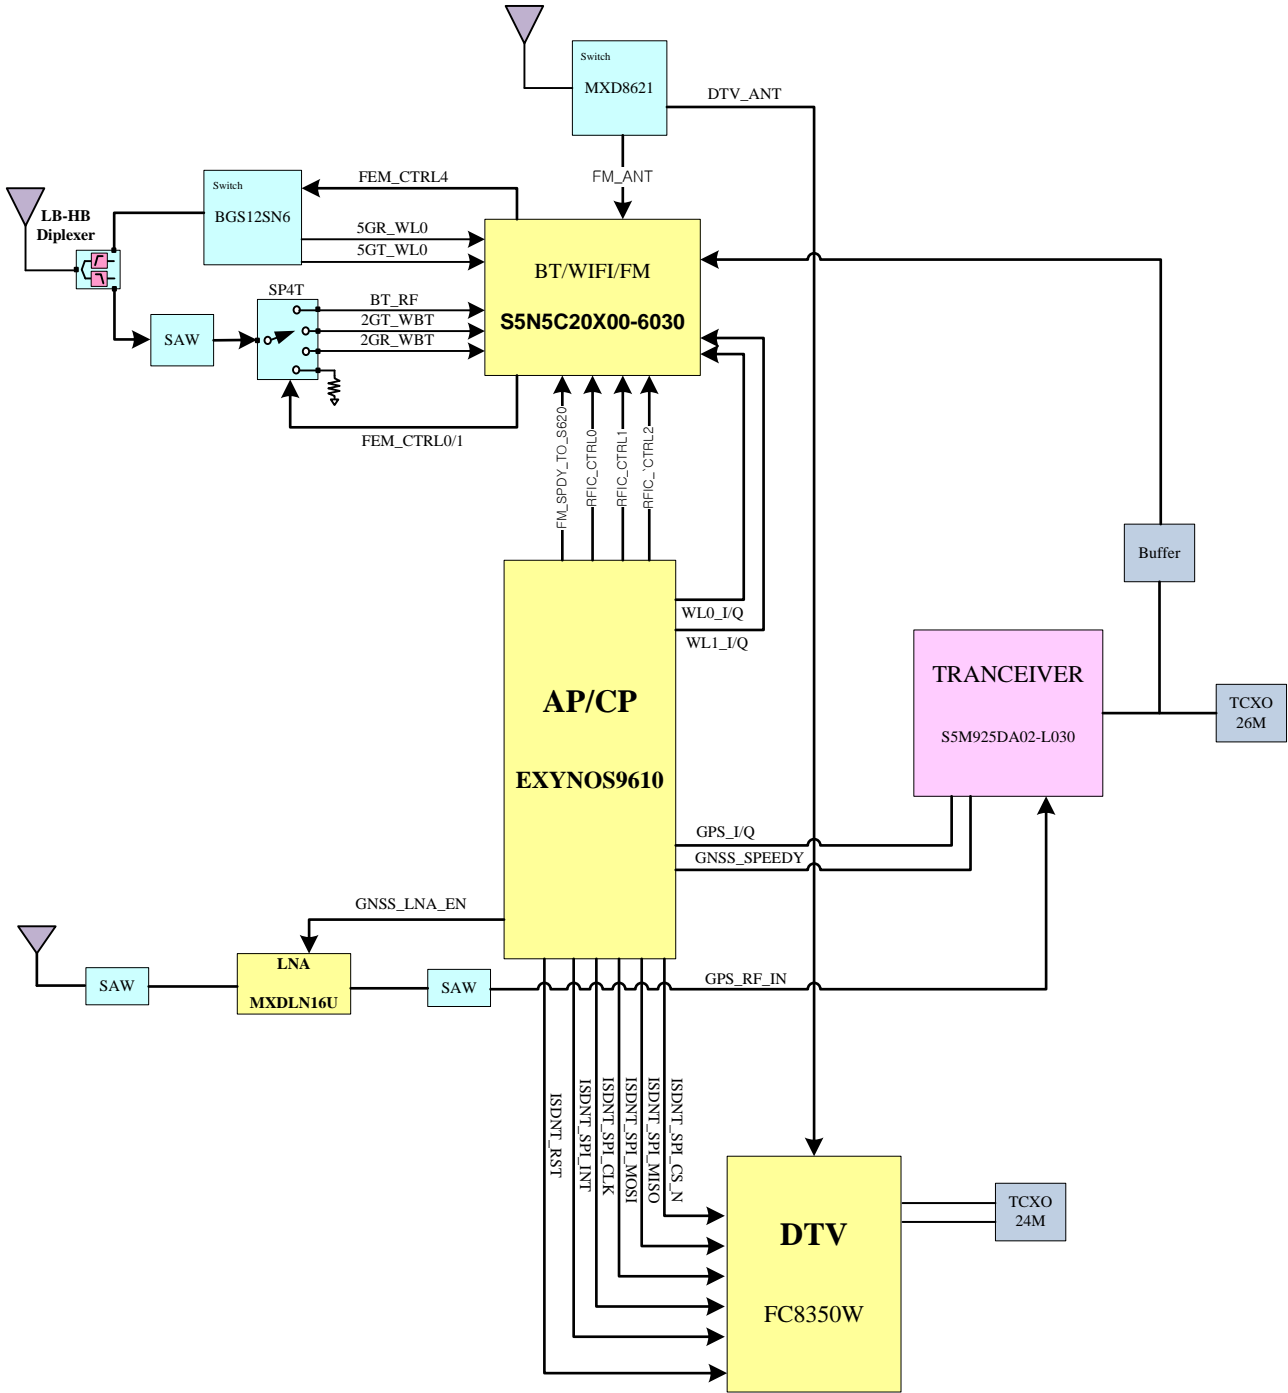 Switch
MXD8621
DTV_ANT
FM_ANT
FEM_CTRL4
Switch
BGS12SN6
LB-HB
Diplexer
5GR_WL0
5GT_WL0
BT/WIFI/FM
S5N5C20X00-6030
SP4T
BT_RF
2GT_WBT
2GR_WBT
SAW
FEM_CTRL0/1
FM_SPDY_TO_S620
RFIC_CTRL0
RFIC_CTRL1
RFIC_`CTRL2
Buffer
WL0_I/Q
WL1_I/Q
TRANCEIVER
S5M925DA02-L030
TCXO
26M
AP/CP
EXYNOS9610
GPS_I/Q
GNSS_SPEEDY
GNSS_LNA_EN
LNA
MXDLN16U
SAW
SAW
GPS_RF_IN
ISDNT_RST
ISDNT_SPI_INT
ISDNT_SPI_CLK
ISDNT_SPI_MOSI
ISDNT_SPI_MISO
ISDNT_SPI_CS_N
DTV
FC8350W
TCXO
24M